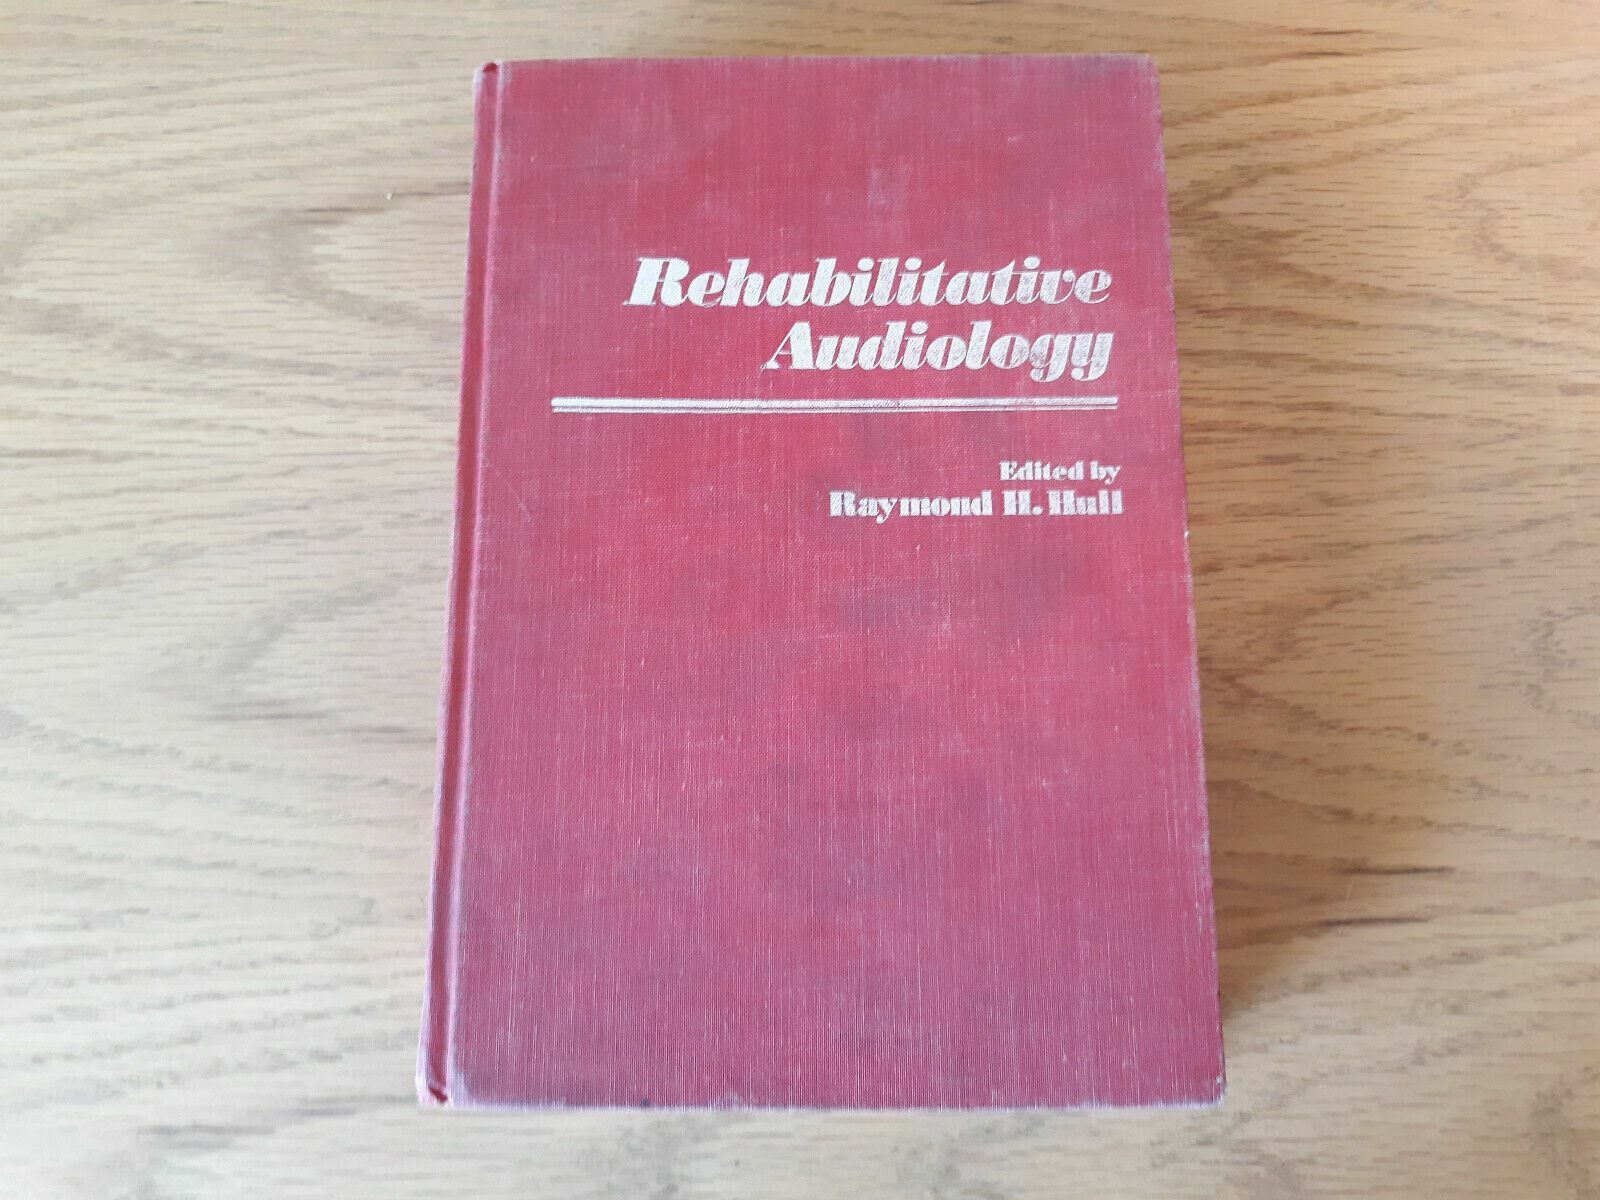 Rehabilitative
Audiology
Edited by
Raymond H. Hull